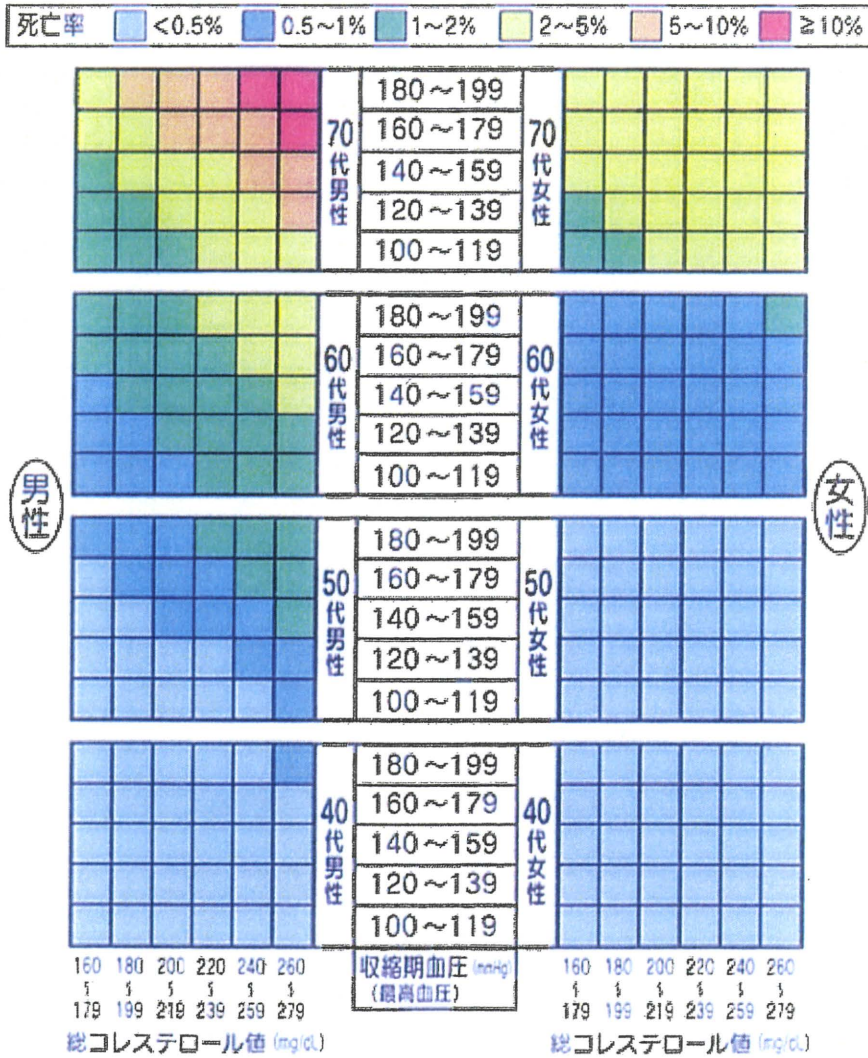 死亡率 <0.5% 0.5～1% 1～2% 2～5% 5～10% ≧10%
70代男性
180～199
160～179
140～159
120～139
100～119
70代女性
60代男性
180～199
160～179
140～159
120～139
100～119
60代女性
男性
女性
50代男性
180～199
160～179
140～159
120～139
100～119
50代女性
40代男性
180～199
160～179
140～159
120～139
100～119
40代女性
160 180 200 220 240 260
～ ～ ～ ～ ～ ～
179 199 219 239 259 279
総コレステロール値 (mg/dL)
収縮期血圧 (mmHg)
(最高血圧)
160 180 200 220 240 260
～ ～ ～ ～ ～ ～
179 199 219 239 259 279
総コレステロール値 (mg/dL)